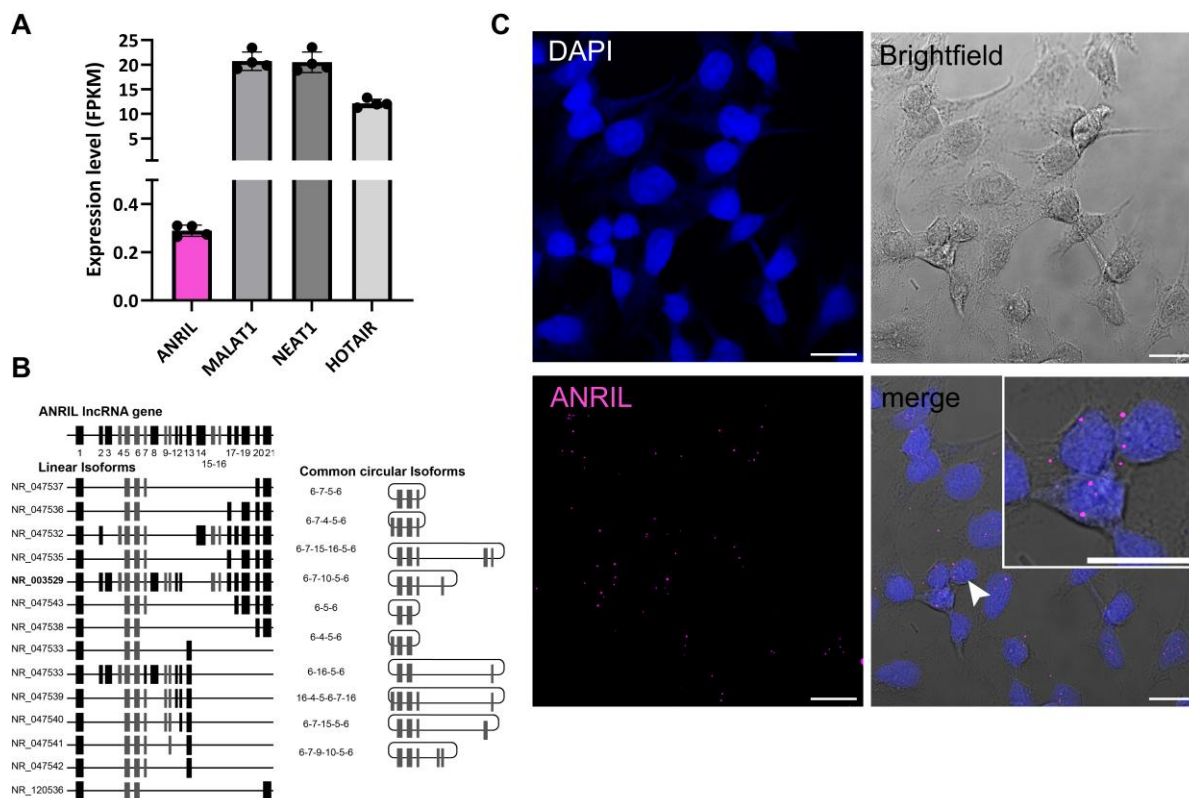 A
Expression level (FPKM)
25
20
15
10
5
0.4
0.2
0.0
ANRIL
MALAT1
NEAT1
HOTAIR
B
ANRIL lncRNA gene
1 2 3 4 5 6 7 8 9-12 13 14 17-19 20 21
15-16
Linear Isoforms
NR_047537
NR_047536
NR_047532
NR_047535
NR_003529
NR_047543
NR_047538
NR_047533
NR_047533
NR_047539
NR_047540
NR_047541
NR_047542
NR_120536
Common circular Isoforms
6-7-5-6
6-7-4-5-6
6-7-15-16-5-6
6-7-10-5-6
6-5-6
6-4-5-6
6-16-5-6
16-4-5-6-7-16
6-7-15-5-6
6-7-9-10-5-6
C
DAPI
Brightfield
ANRIL
merge